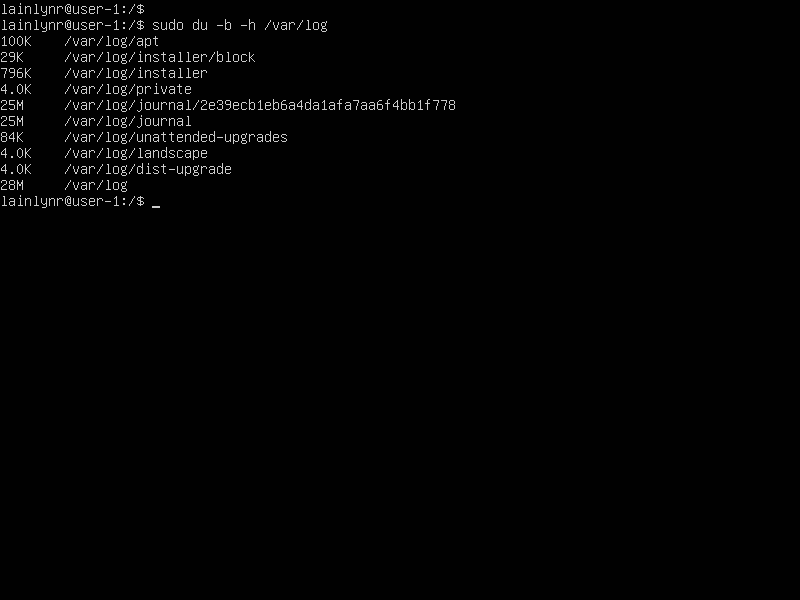 lainlynr@user-1:/$
lainlynr@user-1:/$ sudo du -b -h /var/log
100K	/var/log/apt
29K	/var/log/installer/block
796K	/var/log/installer
4.0K	/var/log/private
25M	/var/log/journal/2e39ecb1eb6a4da1afa7aa6f4bb1f778
25M	/var/log/journal
84K	/var/log/unattended-upgrades
4.0K	/var/log/landscape
4.0K	/var/log/dist-upgrade
28M	/var/log
lainlynr@user-1:/$ _